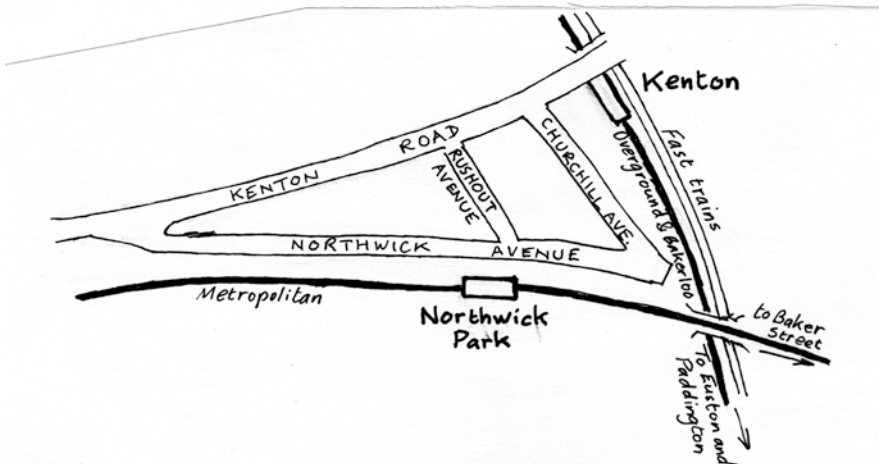 Kenton
KENTON ROAD
RUSHOUT
AVENUE
CHURCHILL AVE.
Overground & Bakerloo
Fast trains
NORTHWICK AVENUE
Metropolitan
Northwick
Park
to Baker
Street
To Euston and
Paddington